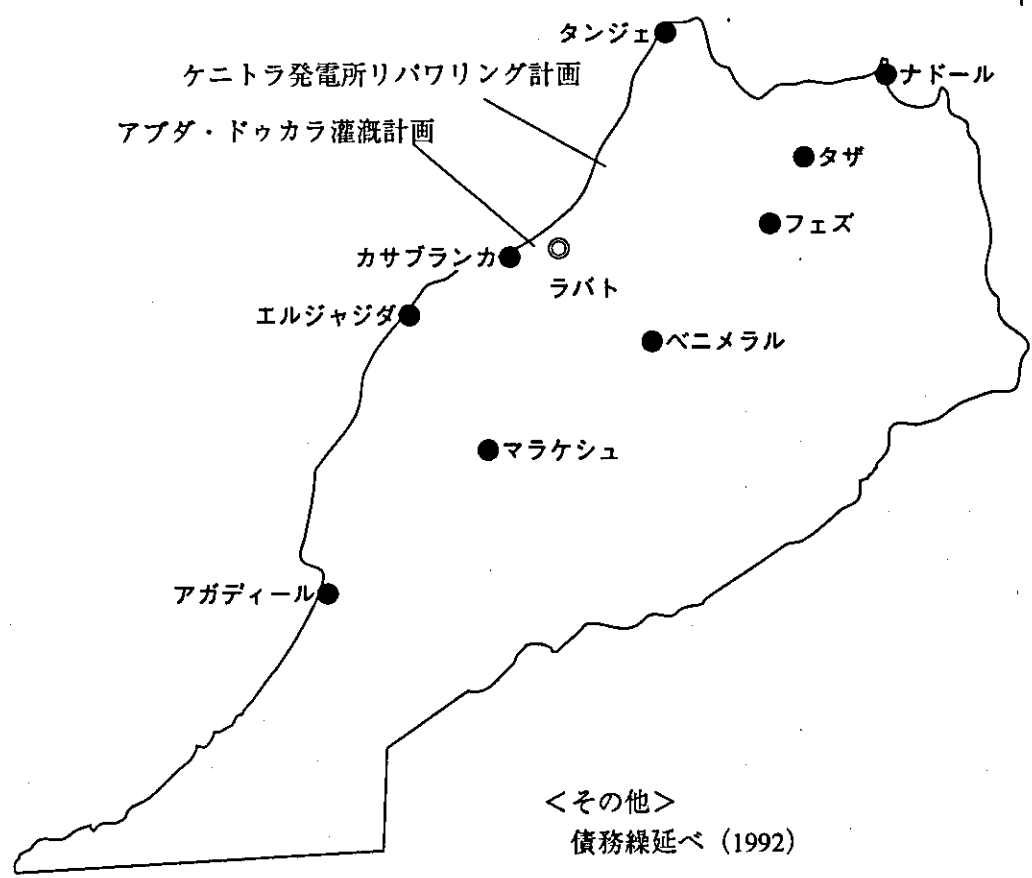 タンジェ
ケニトラ発電所リパワリング計画
ナドール
アブダ・ドゥカラ灌漑計画
タザ
フェズ
カサブランカ
ラバト
エルジャジダ
ベニメラル
マラケシュ
アガディール
＜その他＞
債務繰延べ（1992）